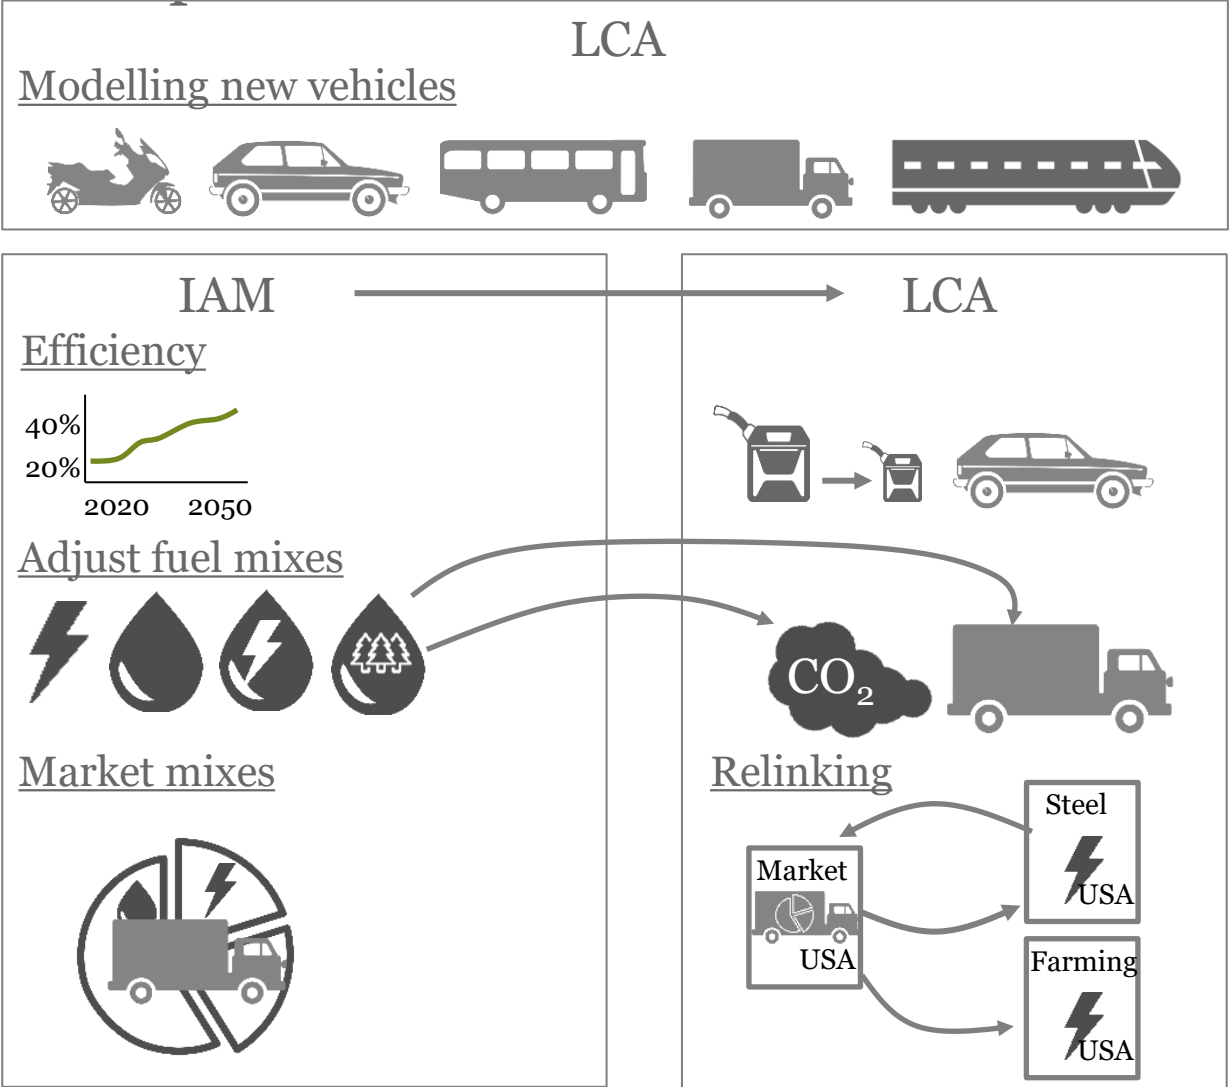 LCA
Modelling new vehicles
IAM
LCA
Efficiency
40%
20%
2020 2050
Adjust fuel mixes
CO₂
Market mixes
Relinking
Steel
USA
Market
USA
Farming
USA